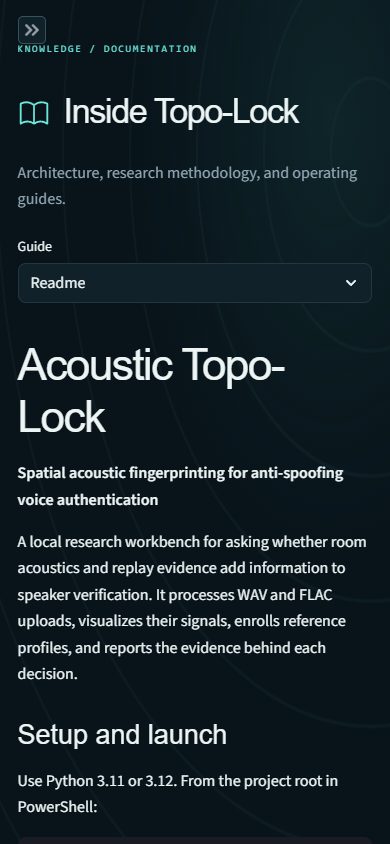 KNOWLEDGE / DOCUMENTATION
Inside Topo-Lock
Architecture, research methodology, and operating
guides.
Guide
Readme
Acoustic Topo-
Lock
Spatial acoustic fingerprinting for anti-spoofing
voice authentication
A local research workbench for asking whether room
acoustics and replay evidence add information to
speaker verification. It processes WAV and FLAC
uploads, visualizes their signals, enrolls reference
profiles, and reports the evidence behind each
decision.
Setup and launch
Use Python 3.11 or 3.12. From the project root in
PowerShell: